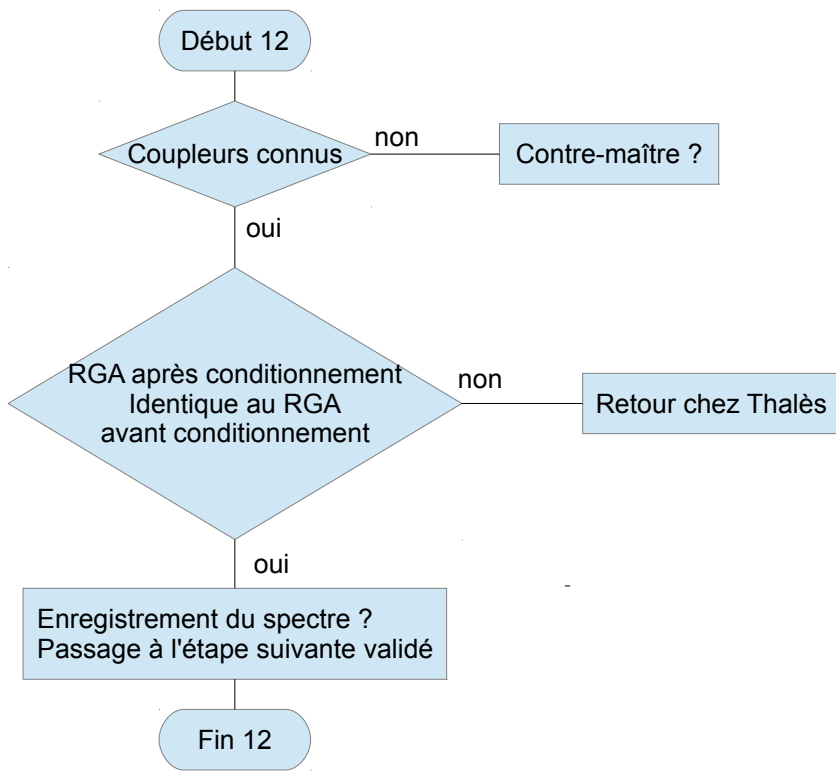 Début 12
Coupleurs connus
non
Contre-maître ?
oui
RGA après conditionnement
Identique au RGA
avant conditionnement
non
Retour chez Thalès
oui
Enregistrement du spectre ?
Passage à l'étape suivante validé
Fin 12